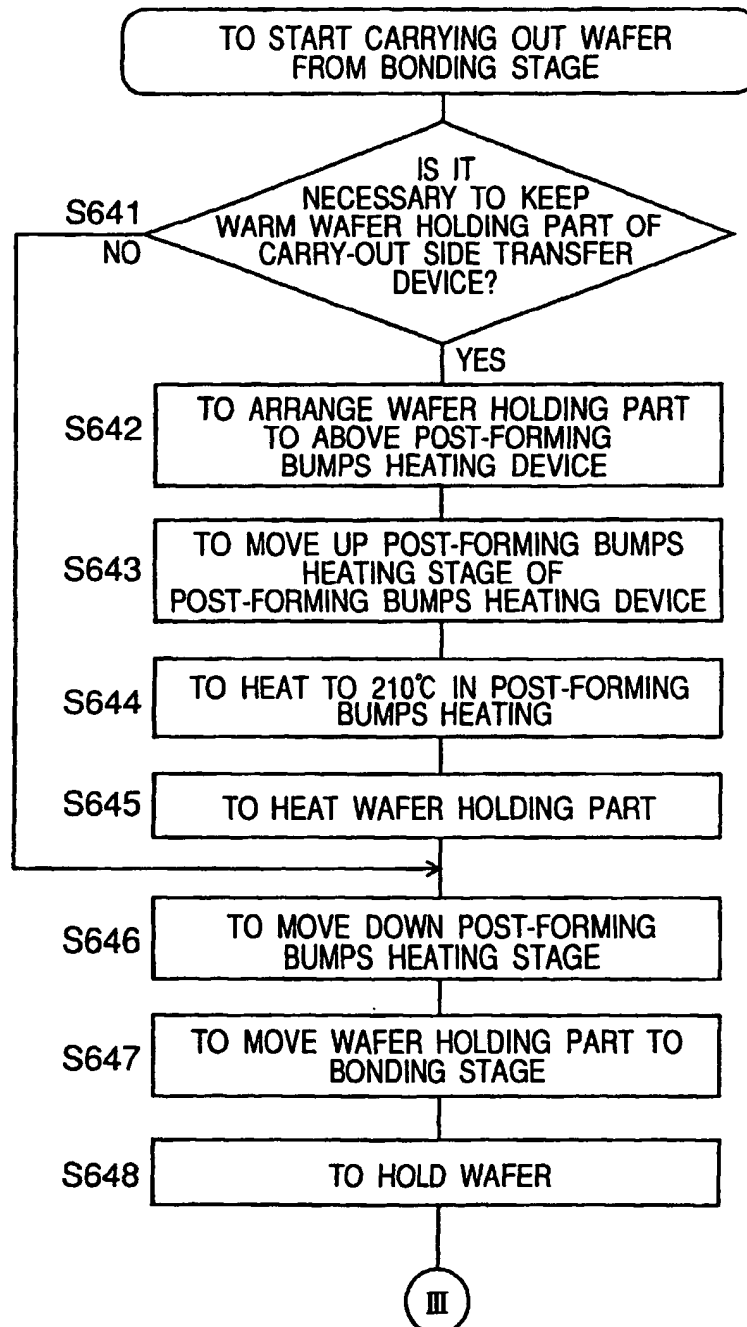 TO START CARRYING OUT WAFER
FROM BONDING STAGE
IS IT
NECESSARY TO KEEP
WARM WAFER HOLDING PART OF
CARRY-OUT SIDE TRANSFER
DEVICE?
S641
NO
YES
S642
TO ARRANGE WAFER HOLDING PART
TO ABOVE POST-FORMING
BUMPS HEATING DEVICE
S643
TO MOVE UP POST-FORMING BUMPS
HEATING STAGE OF
POST-FORMING BUMPS HEATING DEVICE
S644
TO HEAT TO 210°C IN POST-FORMING
BUMPS HEATING
S645
TO HEAT WAFER HOLDING PART
S646
TO MOVE DOWN POST-FORMING
BUMPS HEATING STAGE
S647
TO MOVE WAFER HOLDING PART TO
BONDING STAGE
S648
TO HOLD WAFER
III